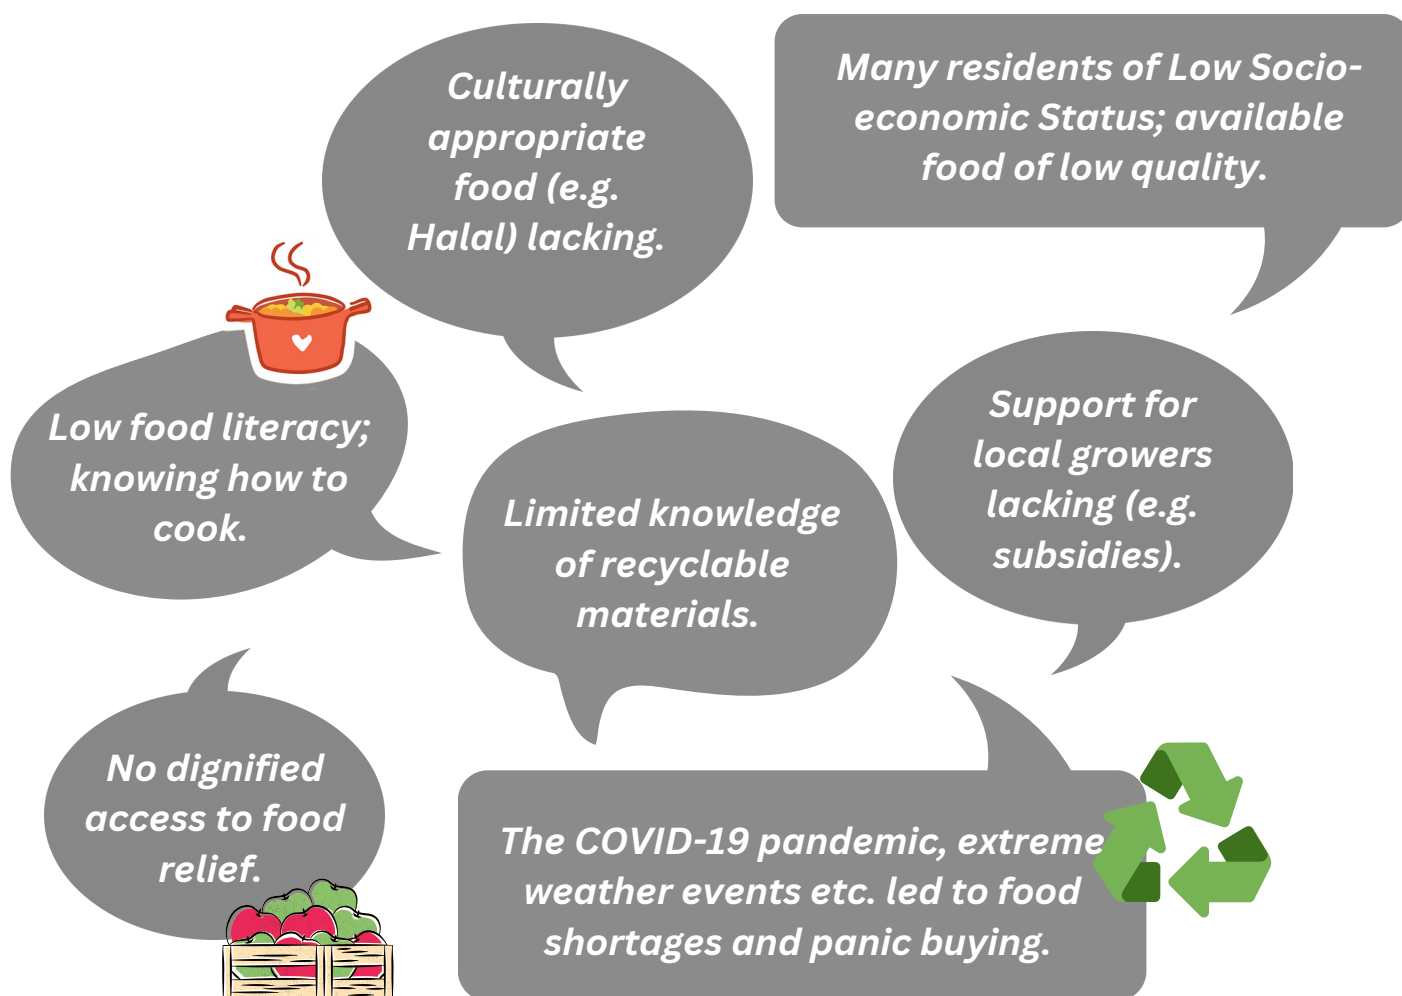 Culturally
appropriate
food (e.g.
Halal) lacking.
Many residents of Low Socio-
economic Status; available
food of low quality.
Low food literacy;
knowing how to
cook.
Limited knowledge
of recyclable
materials.
Support for
local growers
lacking (e.g.
subsidies).
No dignified
access to food
relief.
The COVID-19 pandemic, extreme
weather events etc. led to food
shortages and panic buying.